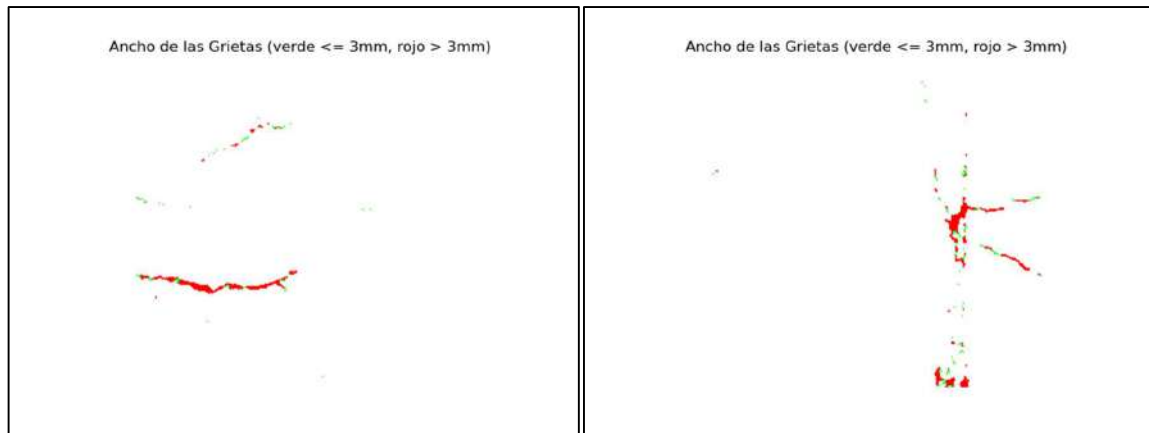 Ancho de las Grietas (verde <= 3mm, rojo > 3mm)
Ancho de las Grietas (verde <= 3mm, rojo > 3mm)